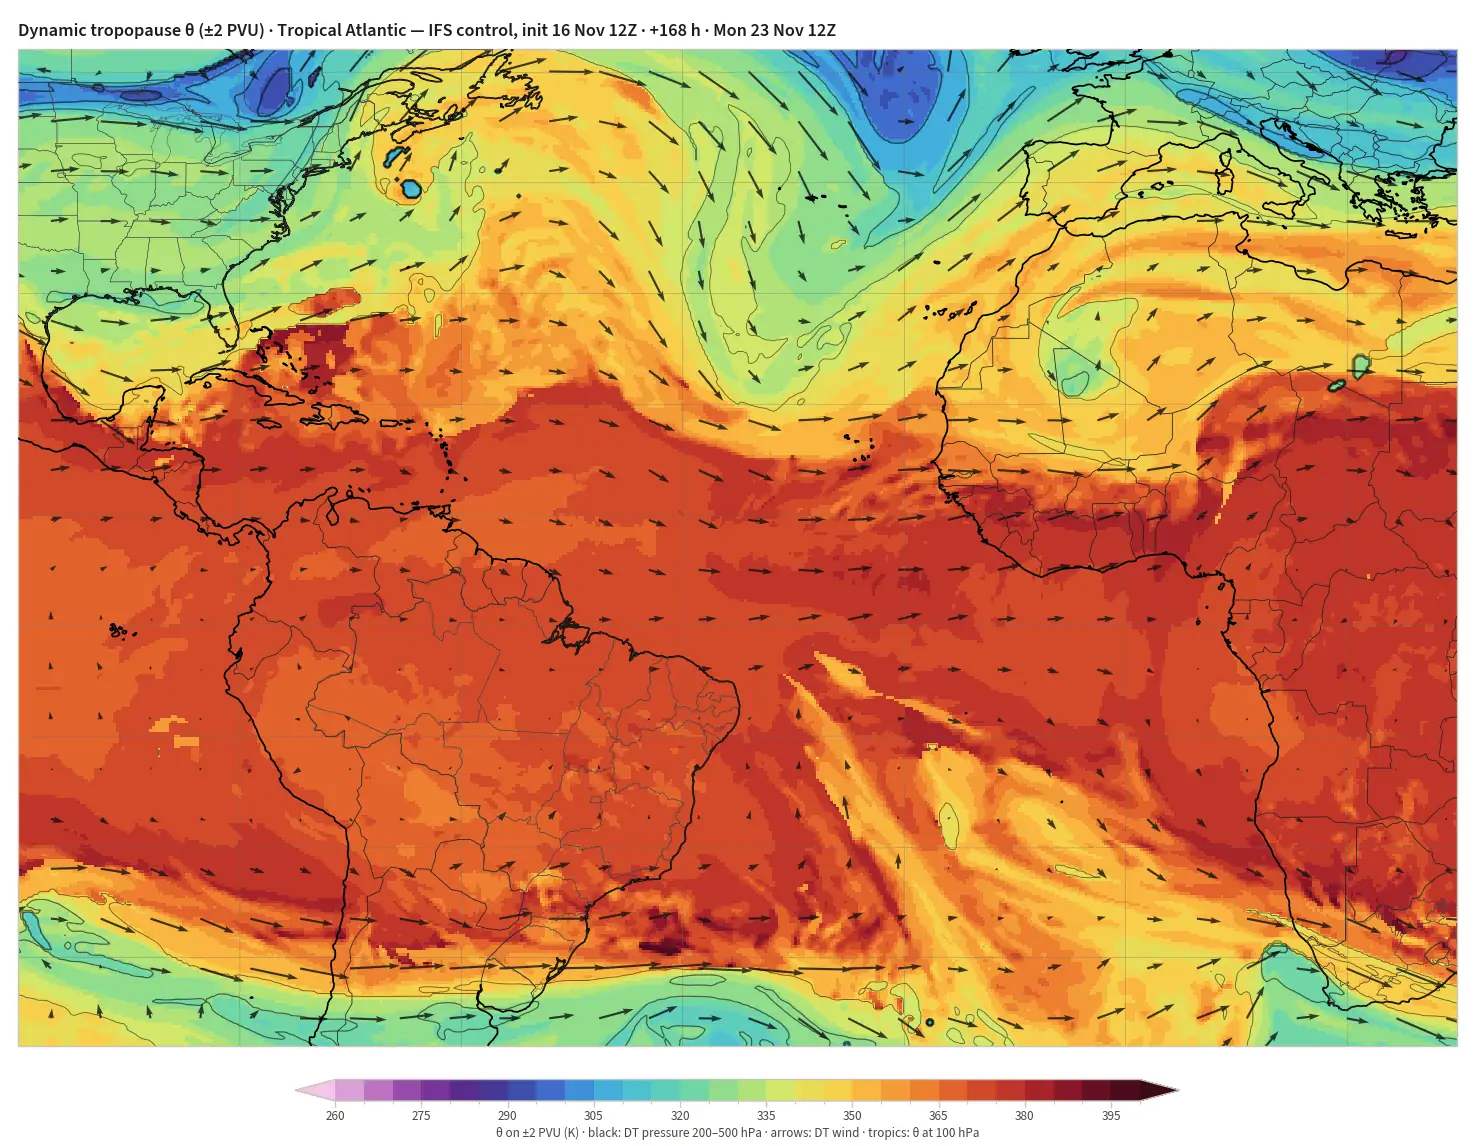 Dynamic tropopause θ (±2 PVU) · Tropical Atlantic — IFS control, init 16 Nov 12Z · +168 h · Mon 23 Nov 12Z
260 275 290 305 320 335 350 365 380 395
θ on ±2 PVU (K) · black: DT pressure 200–500 hPa · arrows: DT wind · tropics: θ at 100 hPa